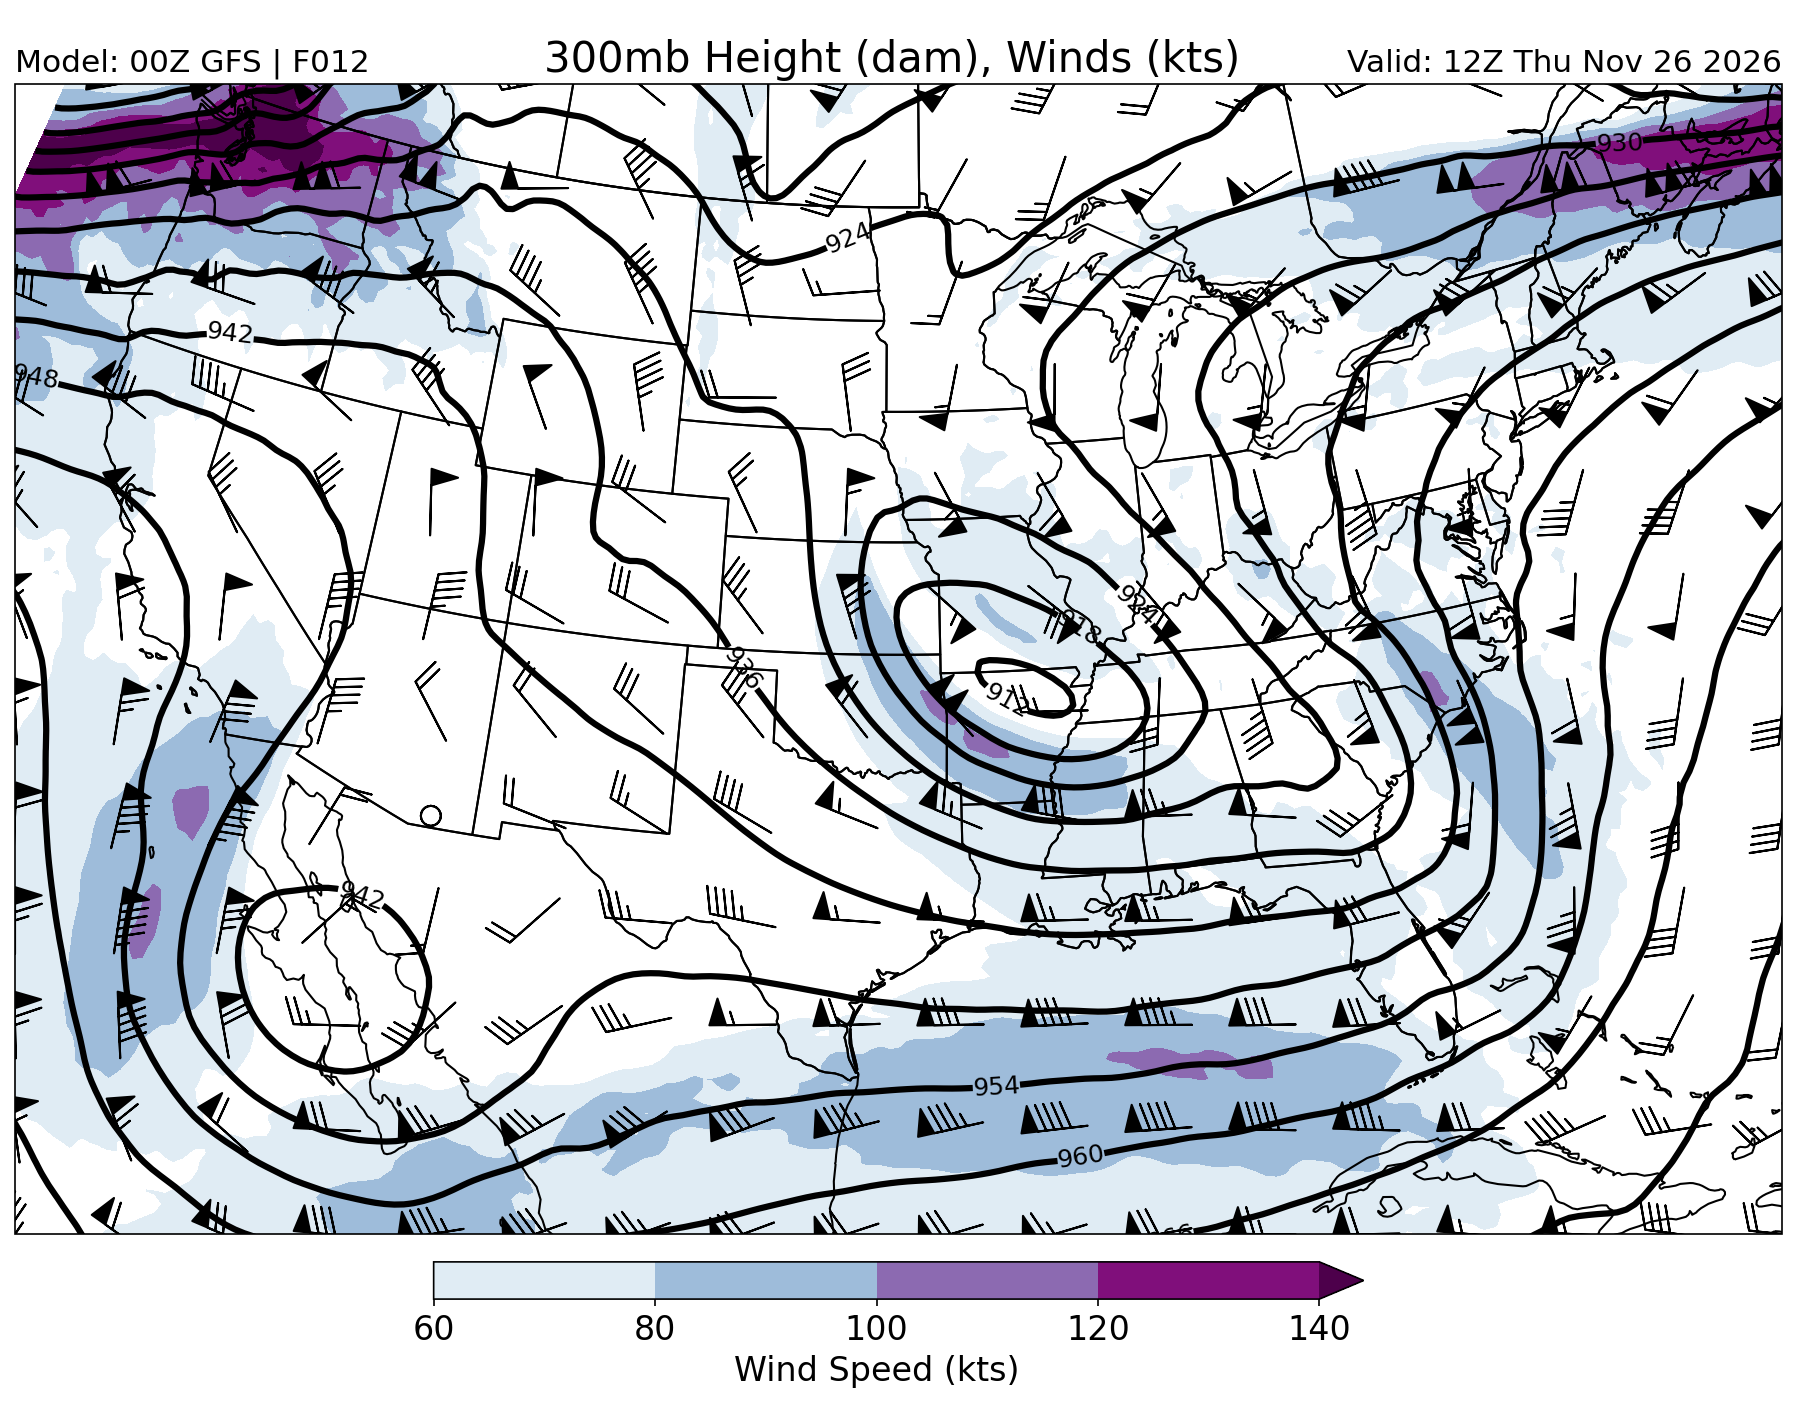 Model: 00Z GFS | F012
300mb Height (dam), Winds (kts)
Valid: 12Z Thu Nov 26 2026
930
924
942
948
924
918
936
912
942
954
960
60 80 100 120 140
Wind Speed (kts)